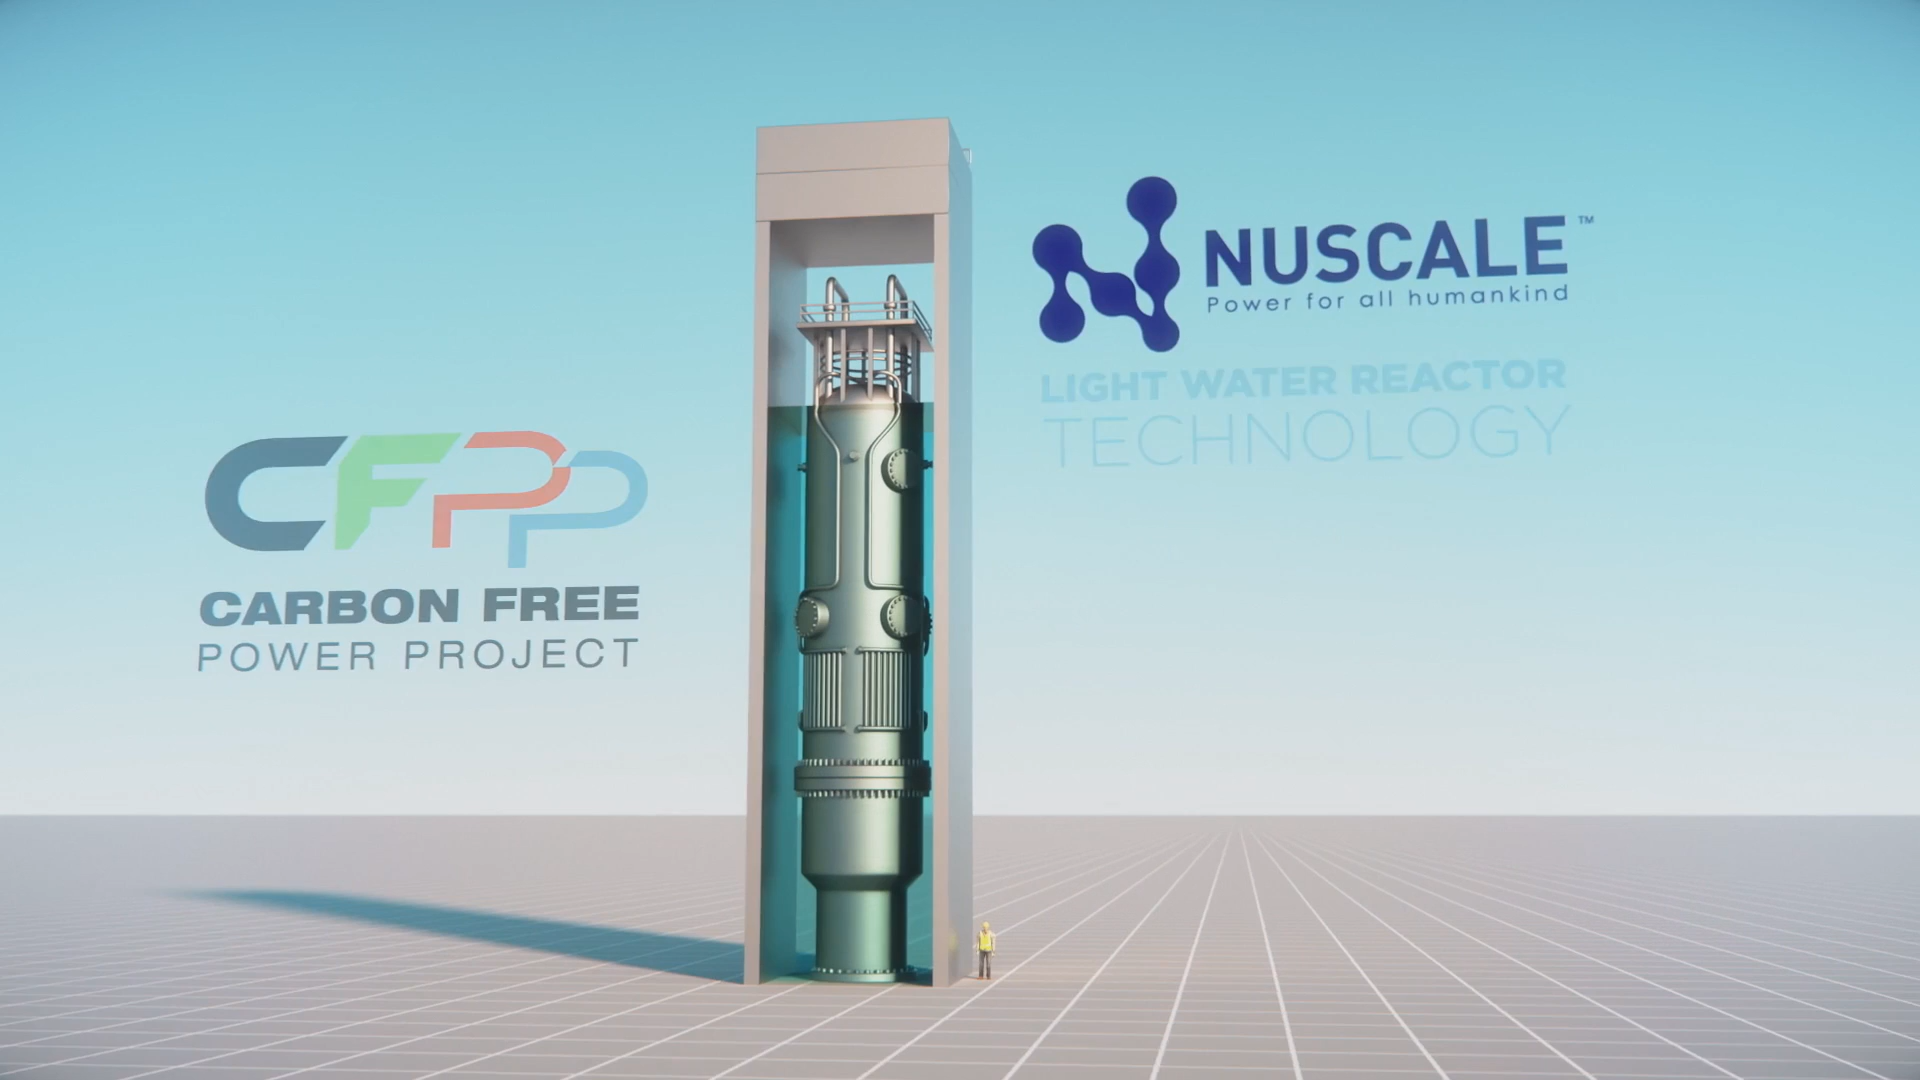 CFPP
CARBON FREE
POWER PROJECT
NUSCALE™
Power for all humankind
LIGHT WATER REACTOR
TECHNOLOGY